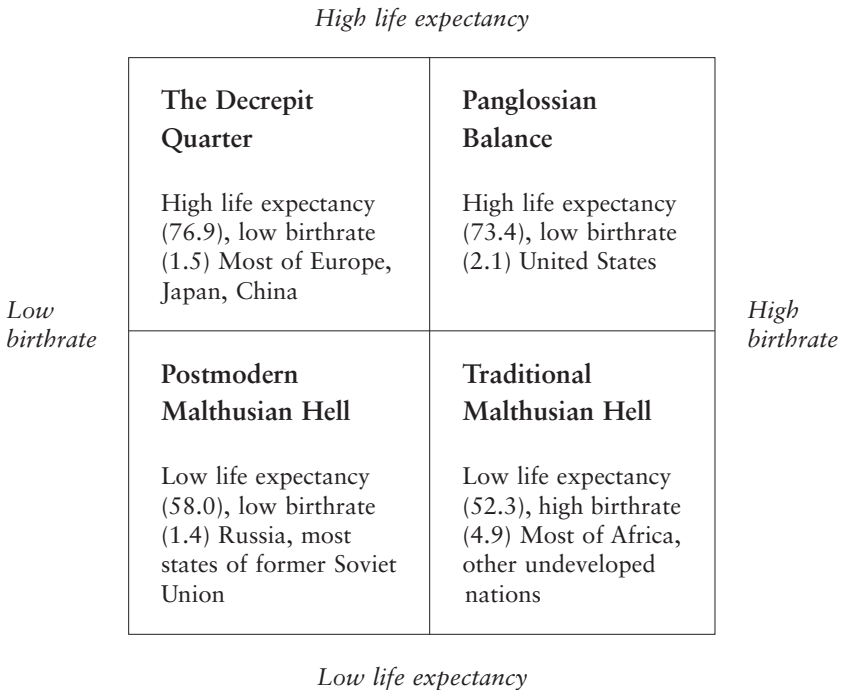 High life expectancy
The Decrepit
Quarter
High life expectancy
(76.9), low birthrate
(1.5) Most of Europe,
Japan, China
Panglossian
Balance
High life expectancy
(73.4), low birthrate
(2.1) United States
Low
birthrate
High
birthrate
Postmodern
Malthusian Hell
Low life expectancy
(58.0), low birthrate
(1.4) Russia, most
states of former Soviet
Union
Traditional
Malthusian Hell
Low life expectancy
(52.3), high birthrate
(4.9) Most of Africa,
other undeveloped
nations
Low life expectancy